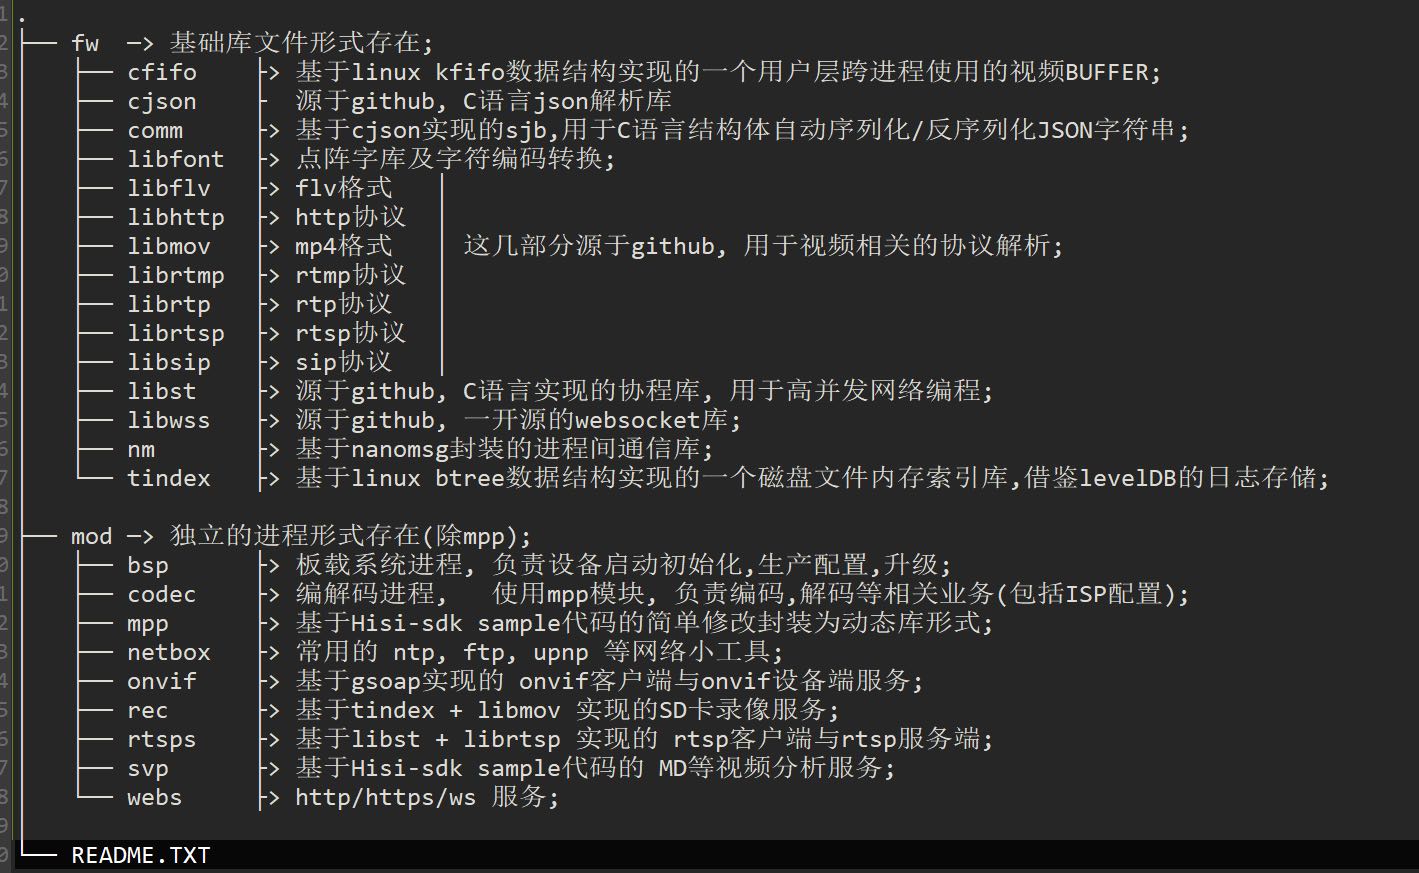 .
├── fw  —> 基础库文件形式存在;
│   ├── cfifo    ├> 基于linux kfifo数据结构实现的一个用户层跨进程使用的视频BUFFER;
│   ├── cjson    ├  源于github, C语言json解析库
│   ├── comm     ├> 基于cjson实现的sjb,用于C语言结构体自动序列化/反序列化JSON字符串;
│   ├── libfont  ├> 点阵字库及字符编码转换;
│   ├── libflv   ├> flv格式   │
│   ├── libhttp  ├> http协议  │
│   ├── libmov   ├> mp4格式   │ 这几部分源于github, 用于视频相关的协议解析;
│   ├── librtmp  ├> rtmp协议  │
│   ├── librtp   ├> rtp协议   │
│   ├── librtsp  ├> rtsp协议  │
│   ├── libsip   ├> sip协议   │
│   ├── libst    ├> 源于github, C语言实现的协程库, 用于高并发网络编程;
│   ├── libwss   ├> 源于github, 一开源的websocket库;
│   ├── nm       ├> 基于nanomsg封装的进程间通信库;
│   └── tindex   ├> 基于linux btree数据结构实现的一个磁盘文件内存索引库,借鉴levelDB的日志存储;
│
├── mod —> 独立的进程形式存在(除mpp);
│   ├── bsp      ├> 板载系统进程, 负责设备启动初始化,生产配置,升级;
│   ├── codec    ├> 编解码进程,   使用mpp模块, 负责编码,解码等相关业务(包括ISP配置);
│   ├── mpp      ├> 基于Hisi-sdk sample代码的简单修改封装为动态库形式;
│   ├── netbox   ├> 常用的 ntp, ftp, upnp 等网络小工具;
│   ├── onvif    ├> 基于gsoap实现的 onvif客户端与onvif设备端服务;
│   ├── rec      ├> 基于tindex + libmov 实现的SD卡录像服务;
│   ├── rtsps    ├> 基于libst + librtsp 实现的 rtsp客户端与rtsp服务端;
│   ├── svp      ├> 基于Hisi-sdk sample代码的 MD等视频分析服务;
│   └── webs     ├> http/https/ws 服务;
│
└── README.TXT